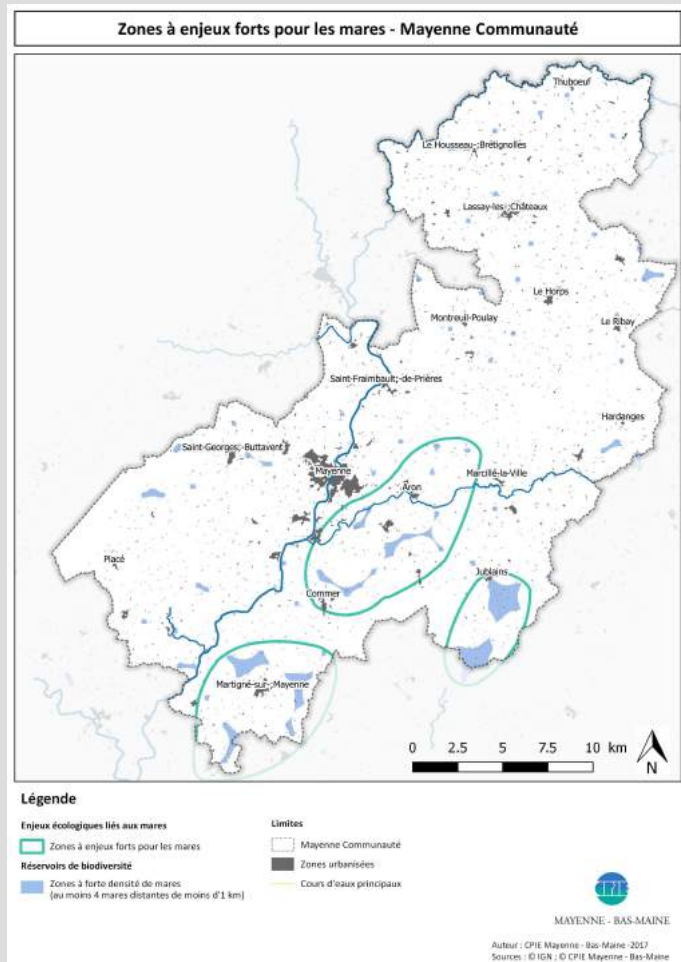 Zones à enjeux forts pour les mares - Mayenne Communauté
Thuboeuf
Le Housseau-;Brétignolles
Lassay-les-;Châteaux
Le Horps
Montreuil-Poulay
Le Ribay
Saint-Fraimbault;-de-Prières
Hardanges
Saint-Georges;-Buttavent
Mayenne
Marcillé-la-Ville
Aron
Placé
Jublains
Commer
Martigné-sur-;Mayenne
0 2.5 5 7.5 10 km
N
Légende
Enjeux écologiques liés aux mares
Zones à enjeux forts pour les mares
Réservoirs de biodiversité
Zones à forte densité de mares
(au moins 4 mares distantes de moins d'1 km)
Limites
Mayenne Communauté
Zones urbanisées
Cours d'eaux principaux
CPIE
MAYENNE - BAS-MAINE
Auteur : CPIE Mayenne - Bas-Maine -2017
Sources : © IGN ; © CPIE Mayenne - Bas-Maine